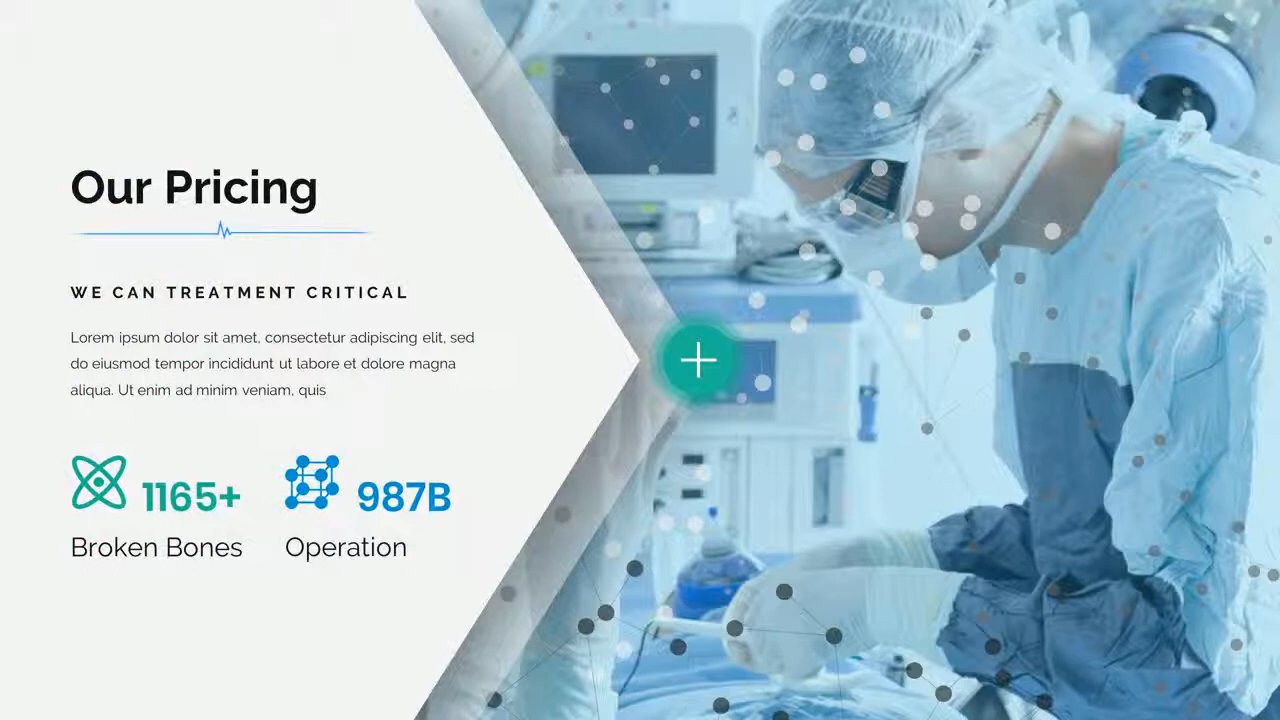 Our Pricing
WE CAN TREATMENT CRITICAL
Lorem ipsum dolor sit amet, consectetur adipiscing elit, sed
do eiusmod tempor incididunt ut labore et dolore magna
aliqua. Ut enim ad minim veniam, quis
1165+
Broken Bones
987B
Operation